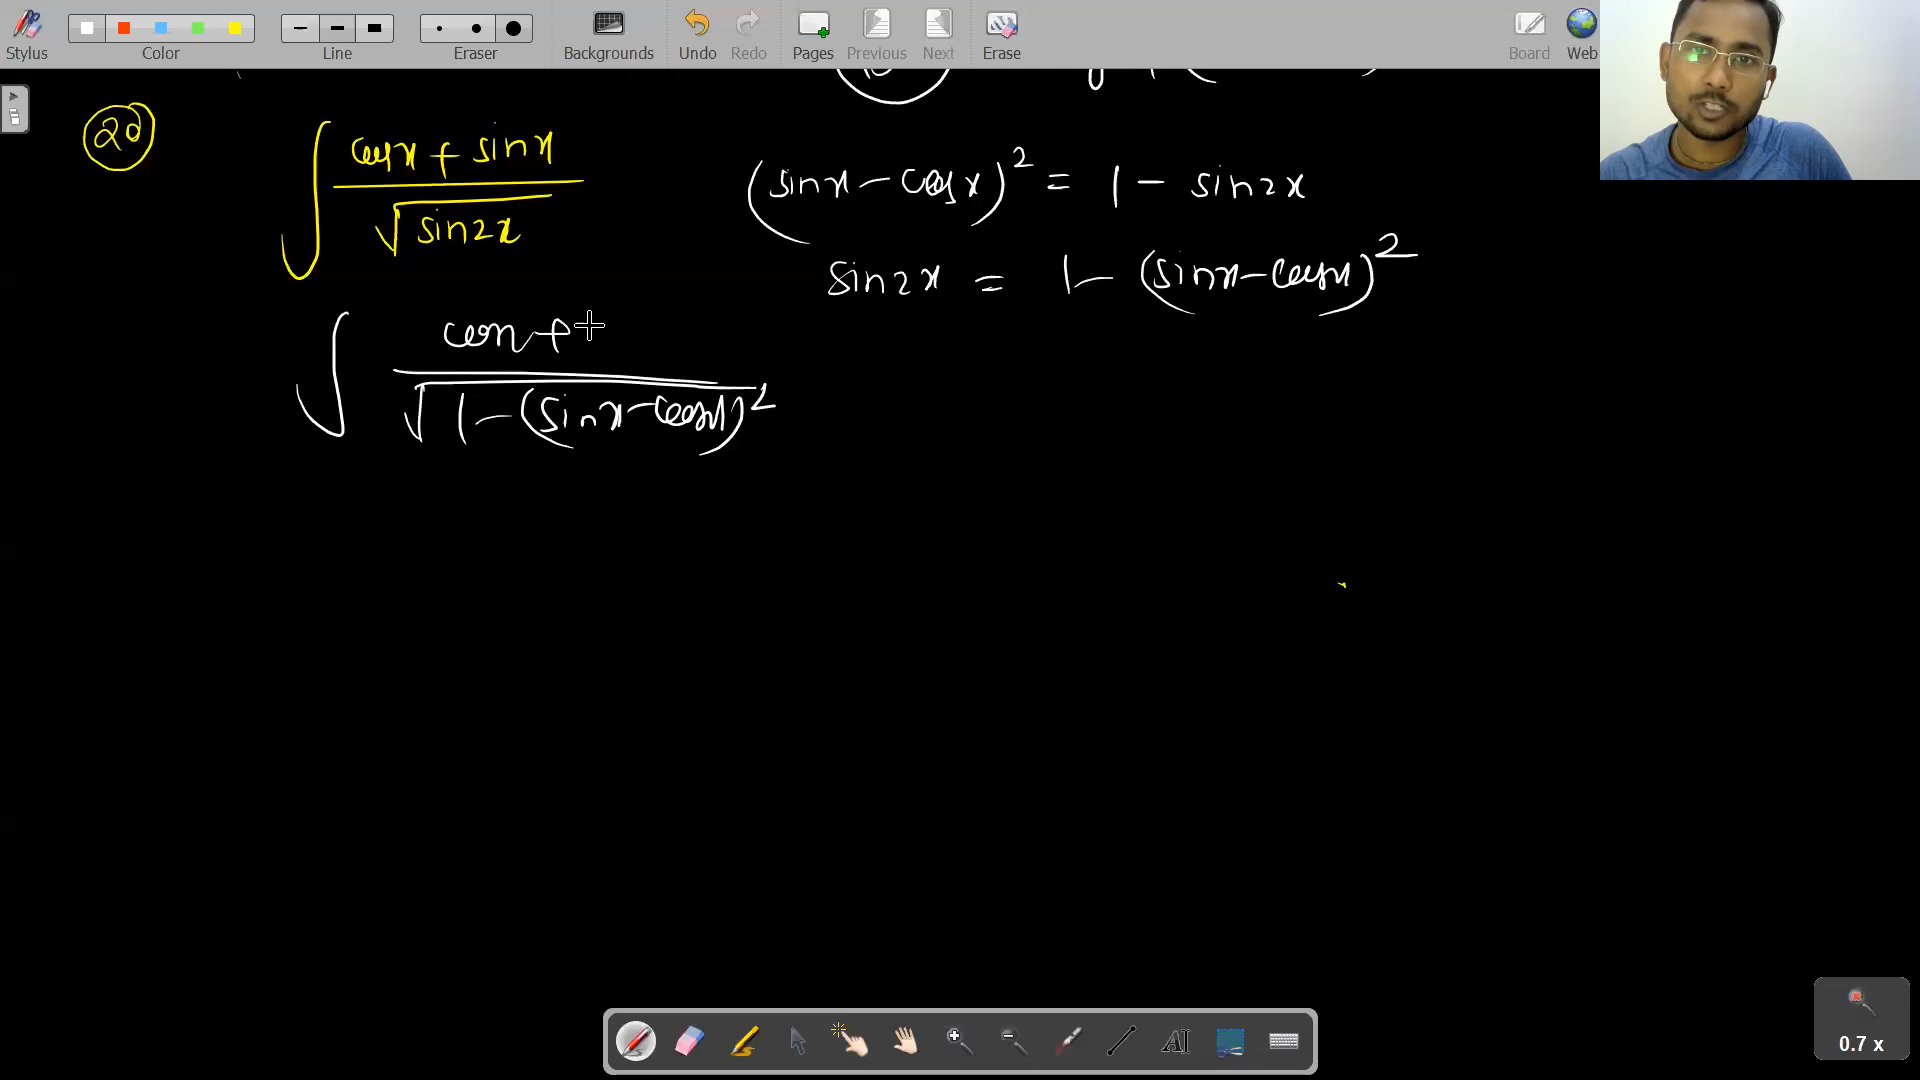 Stylus Color Line Eraser Backgrounds Undo Redo Pages Previous Next Erase Board Web
20
∫ (cosx + sinx) / √(sin2x)
(sinx - cosx)² = 1 - sin2x
sin2x = 1 - (sinx - cosx)²
∫ cosx + / √(1 - (sinx - cosx)²)
0.7 x